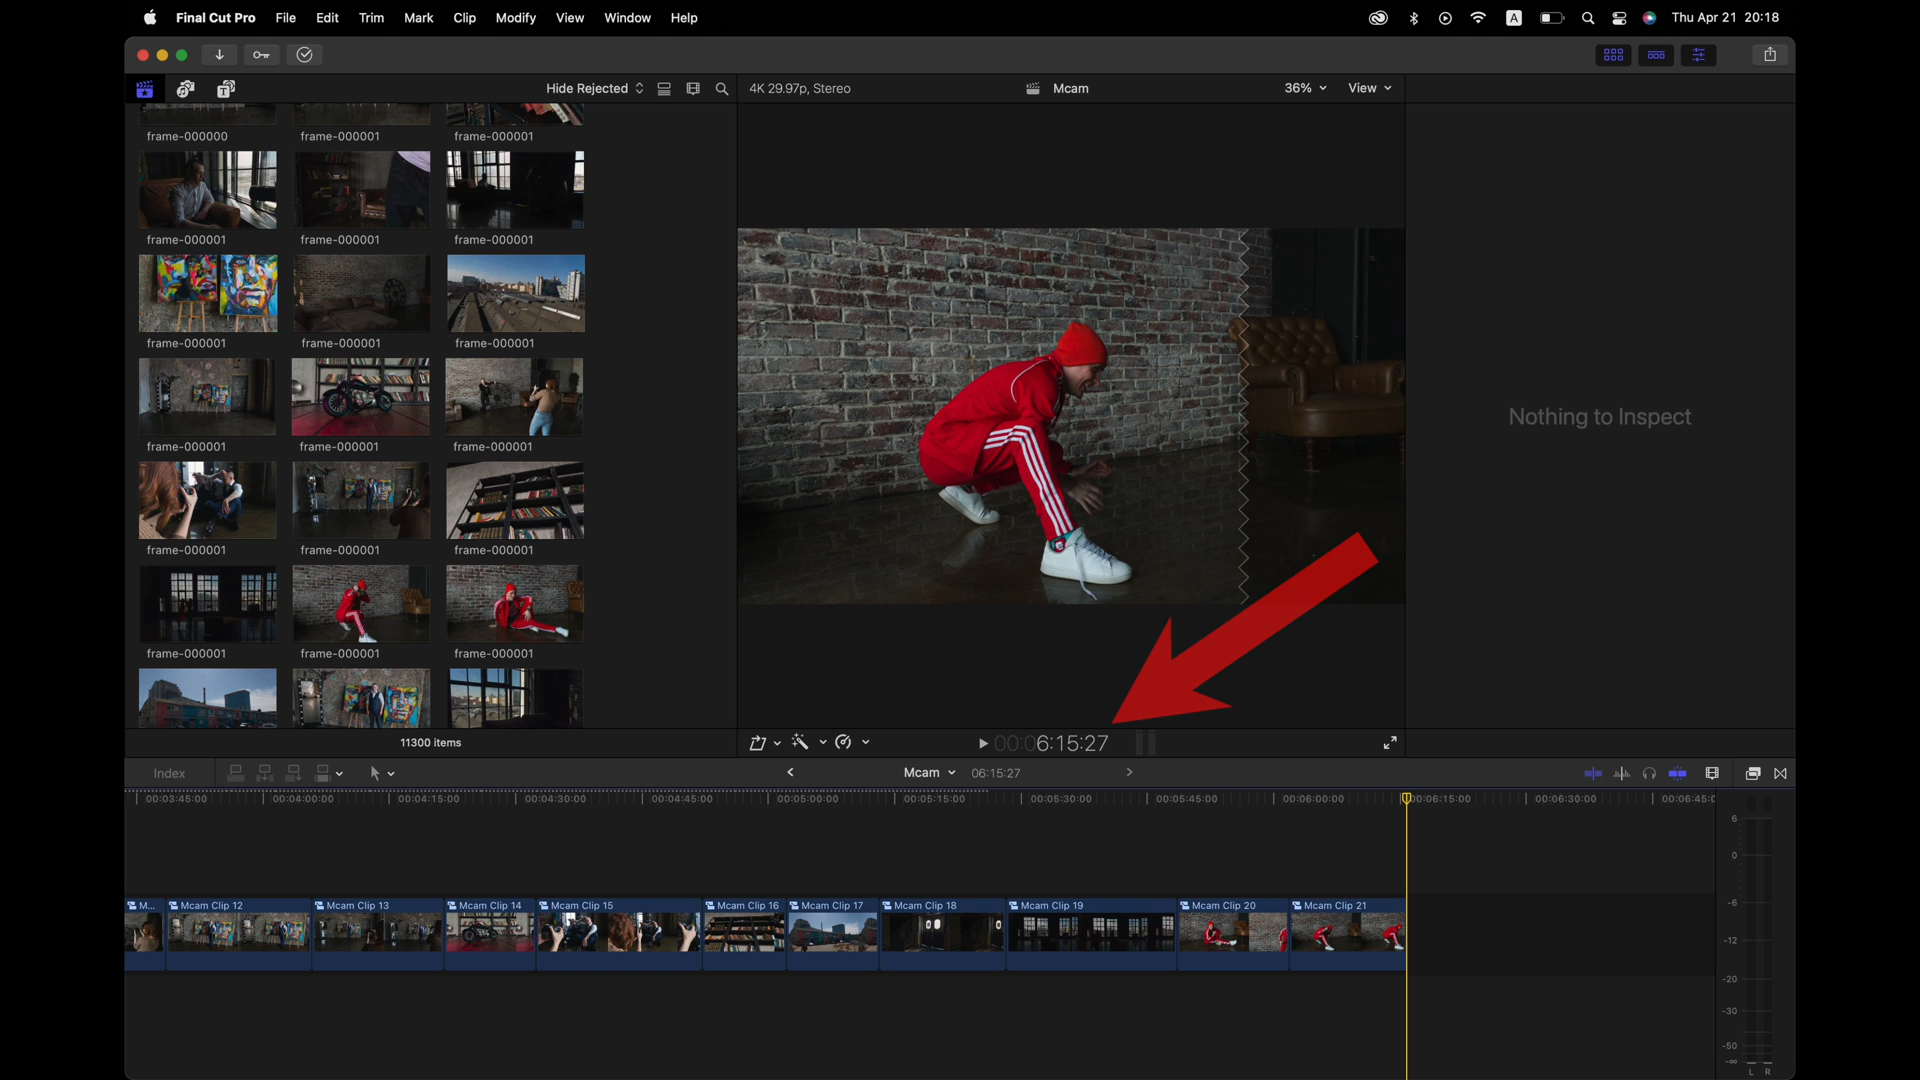 Final Cut Pro File Edit Trim Mark Clip Modify View Window Help A Thu Apr 21 20:18
Hide Rejected 4K 29.97p, Stereo Mcam 36% View
frame-000000 frame-000001 frame-000001
frame-000001 frame-000001 frame-000001
frame-000001 frame-000001 frame-000001
frame-000001 frame-000001 frame-000001
frame-000001 frame-000001 frame-000001
frame-000001 frame-000001 frame-000001
Nothing to Inspect
11300 items
00:06:15:27
Index Mcam 06:15:27
00:03:45:00 00:04:00:00 00:04:15:00 00:04:30:00 00:04:45:00 00:05:00:00 00:05:15:00 00:05:30:00 00:05:45:00 00:06:00:00 00:06:15:00 00:06:30:00 00:06:45:0
M... Mcam Clip 12 Mcam Clip 13 Mcam Clip 14 Mcam Clip 15 Mcam Clip 16 Mcam Clip 17 Mcam Clip 18 Mcam Clip 19 Mcam Clip 20 Mcam Clip 21
6
0
-6
-12
-20
-30
-50
-∞
L R